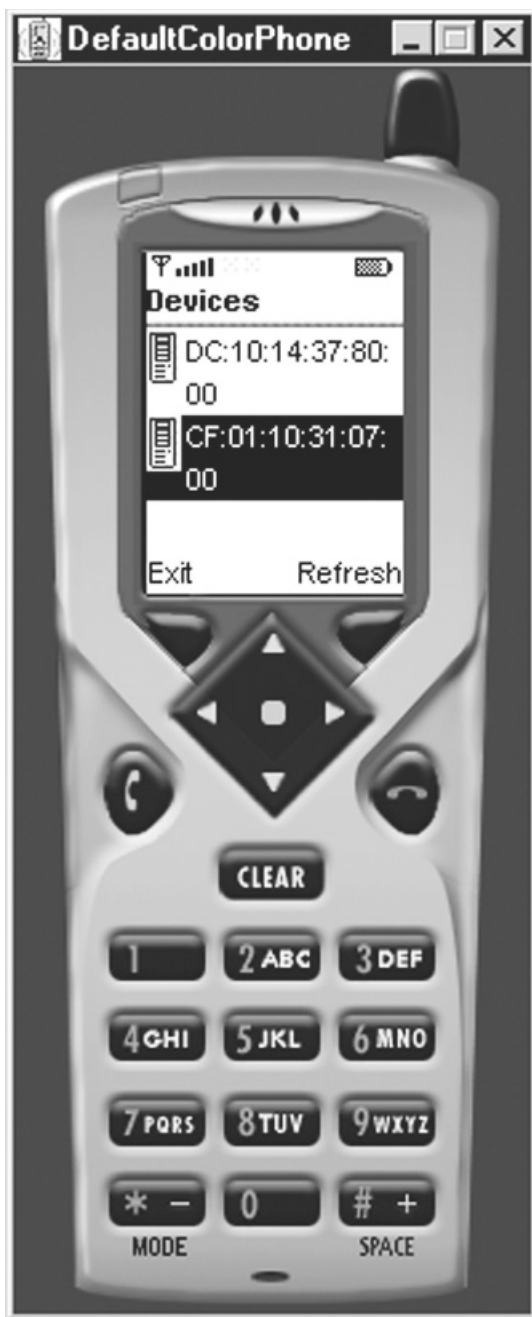 DefaultColorPhone
Devices
DC:10:14:37:80:
00
CF:01:10:31:07:
00
Exit Refresh
CLEAR
1 2 ABC 3 DEF
4 GHI 5 JKL 6 MNO
7 PQRS 8 TUV 9 WXYZ
* - 0 # +
MODE SPACE